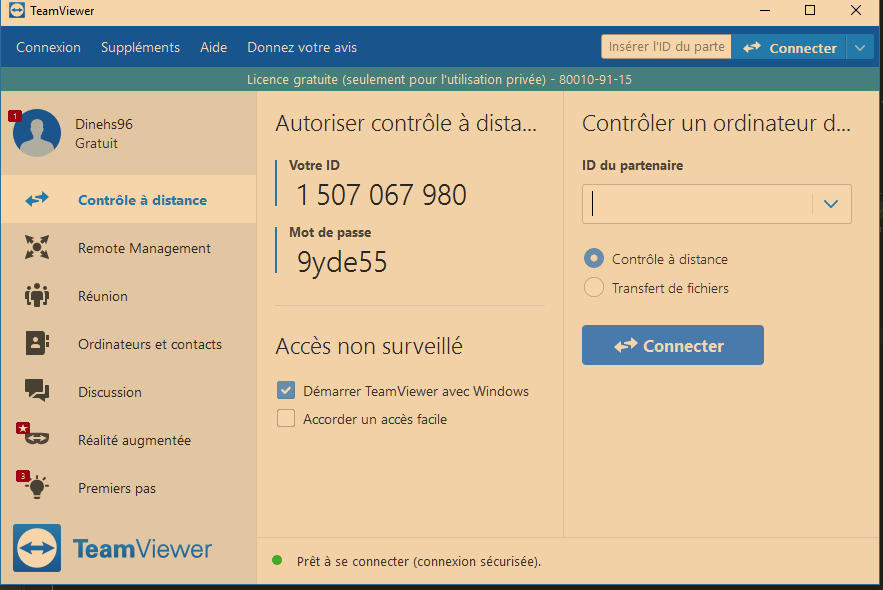 TeamViewer
Connexion Suppléments Aide Donnez votre avis
Insérer l'ID du parte
Connecter
Licence gratuite (seulement pour l'utilisation privée) - 80010-91-15
1
Dinehs96
Gratuit
Contrôle à distance
Remote Management
Réunion
Ordinateurs et contacts
Discussion
Réalité augmentée
3
Premiers pas
TeamViewer
Autoriser contrôle à dista...
Votre ID
1 507 067 980
Mot de passe
9yde55
Accès non surveillé
Démarrer TeamViewer avec Windows
Accorder un accès facile
Contrôler un ordinateur d...
ID du partenaire
Contrôle à distance
Transfert de fichiers
Connecter
Prêt à se connecter (connexion sécurisée).